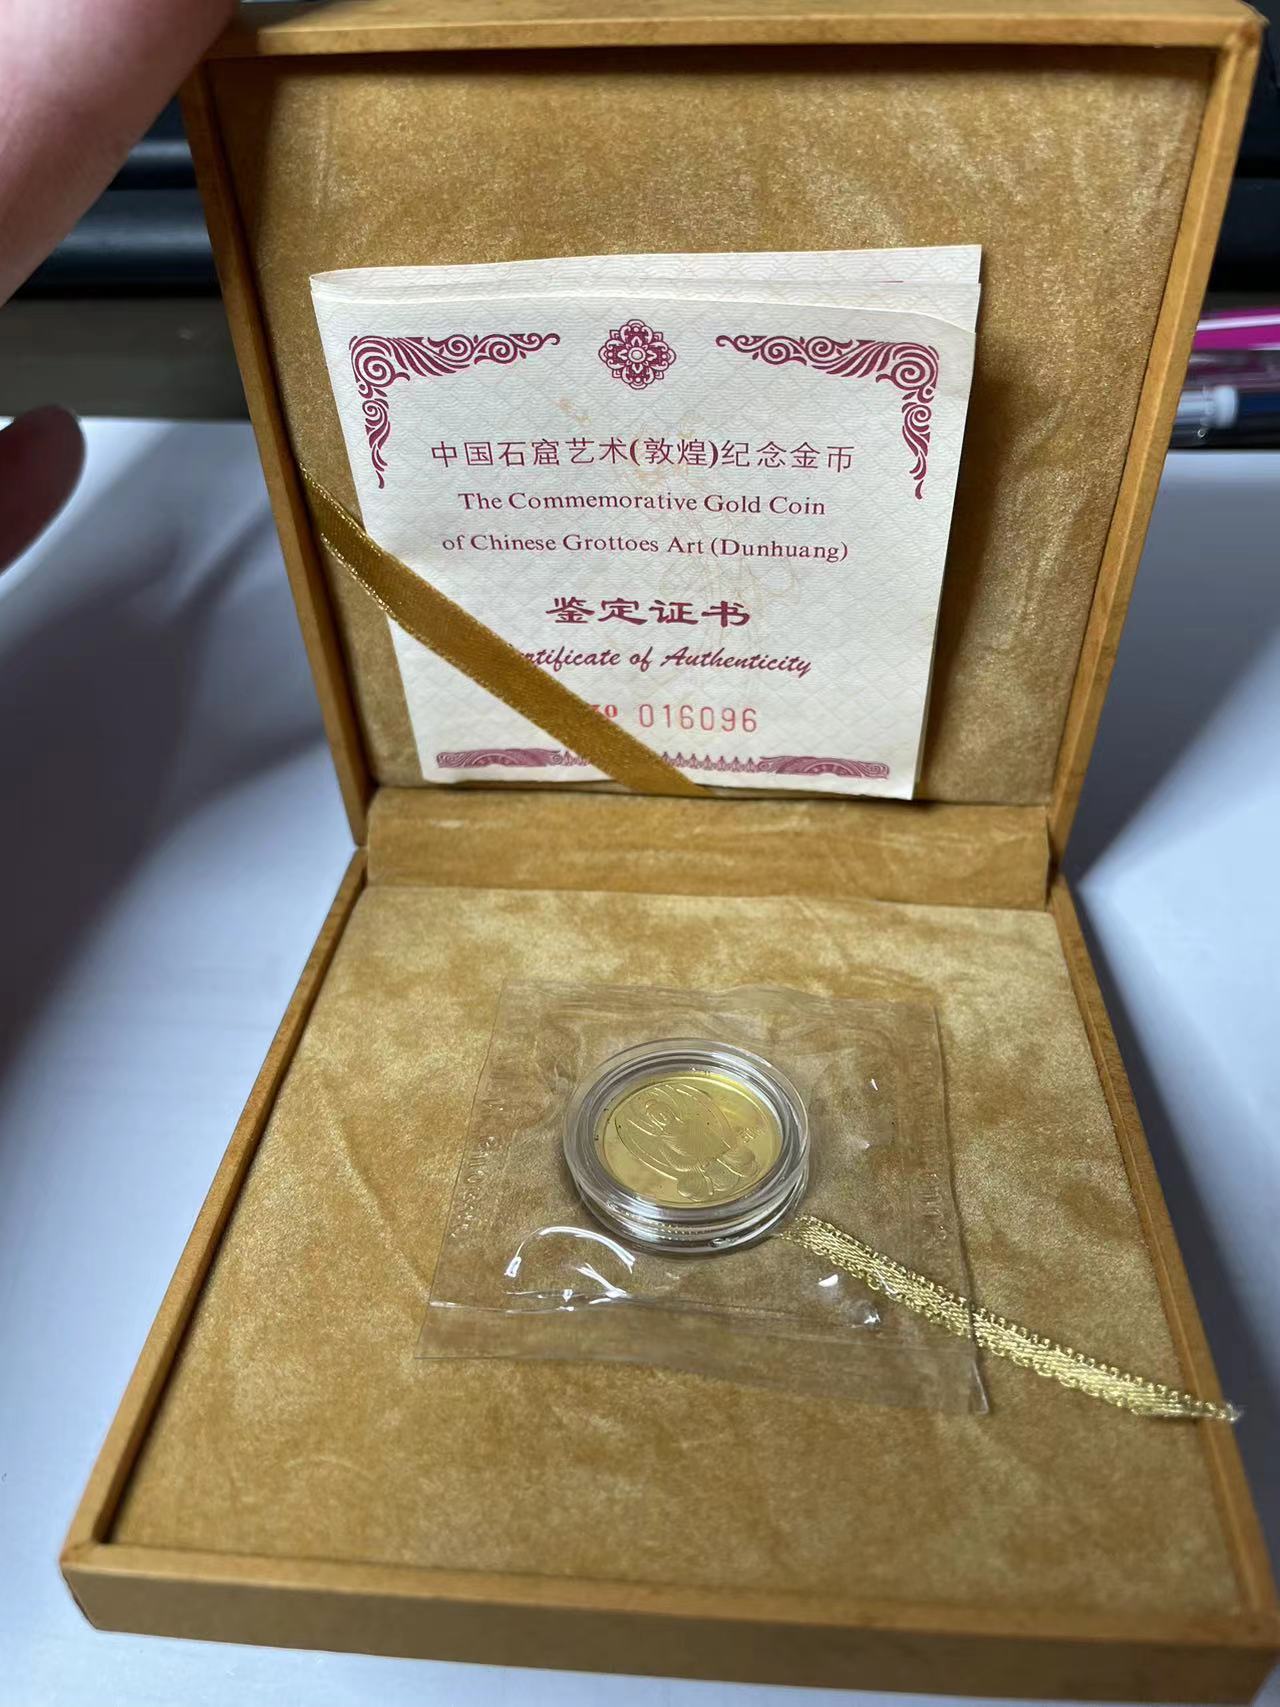 中国石窟艺术(敦煌)纪念金币
The Commemorative Gold Coin
of Chinese Grottoes Art (Dunhuang)
鉴定证书
of Authenticity
016096